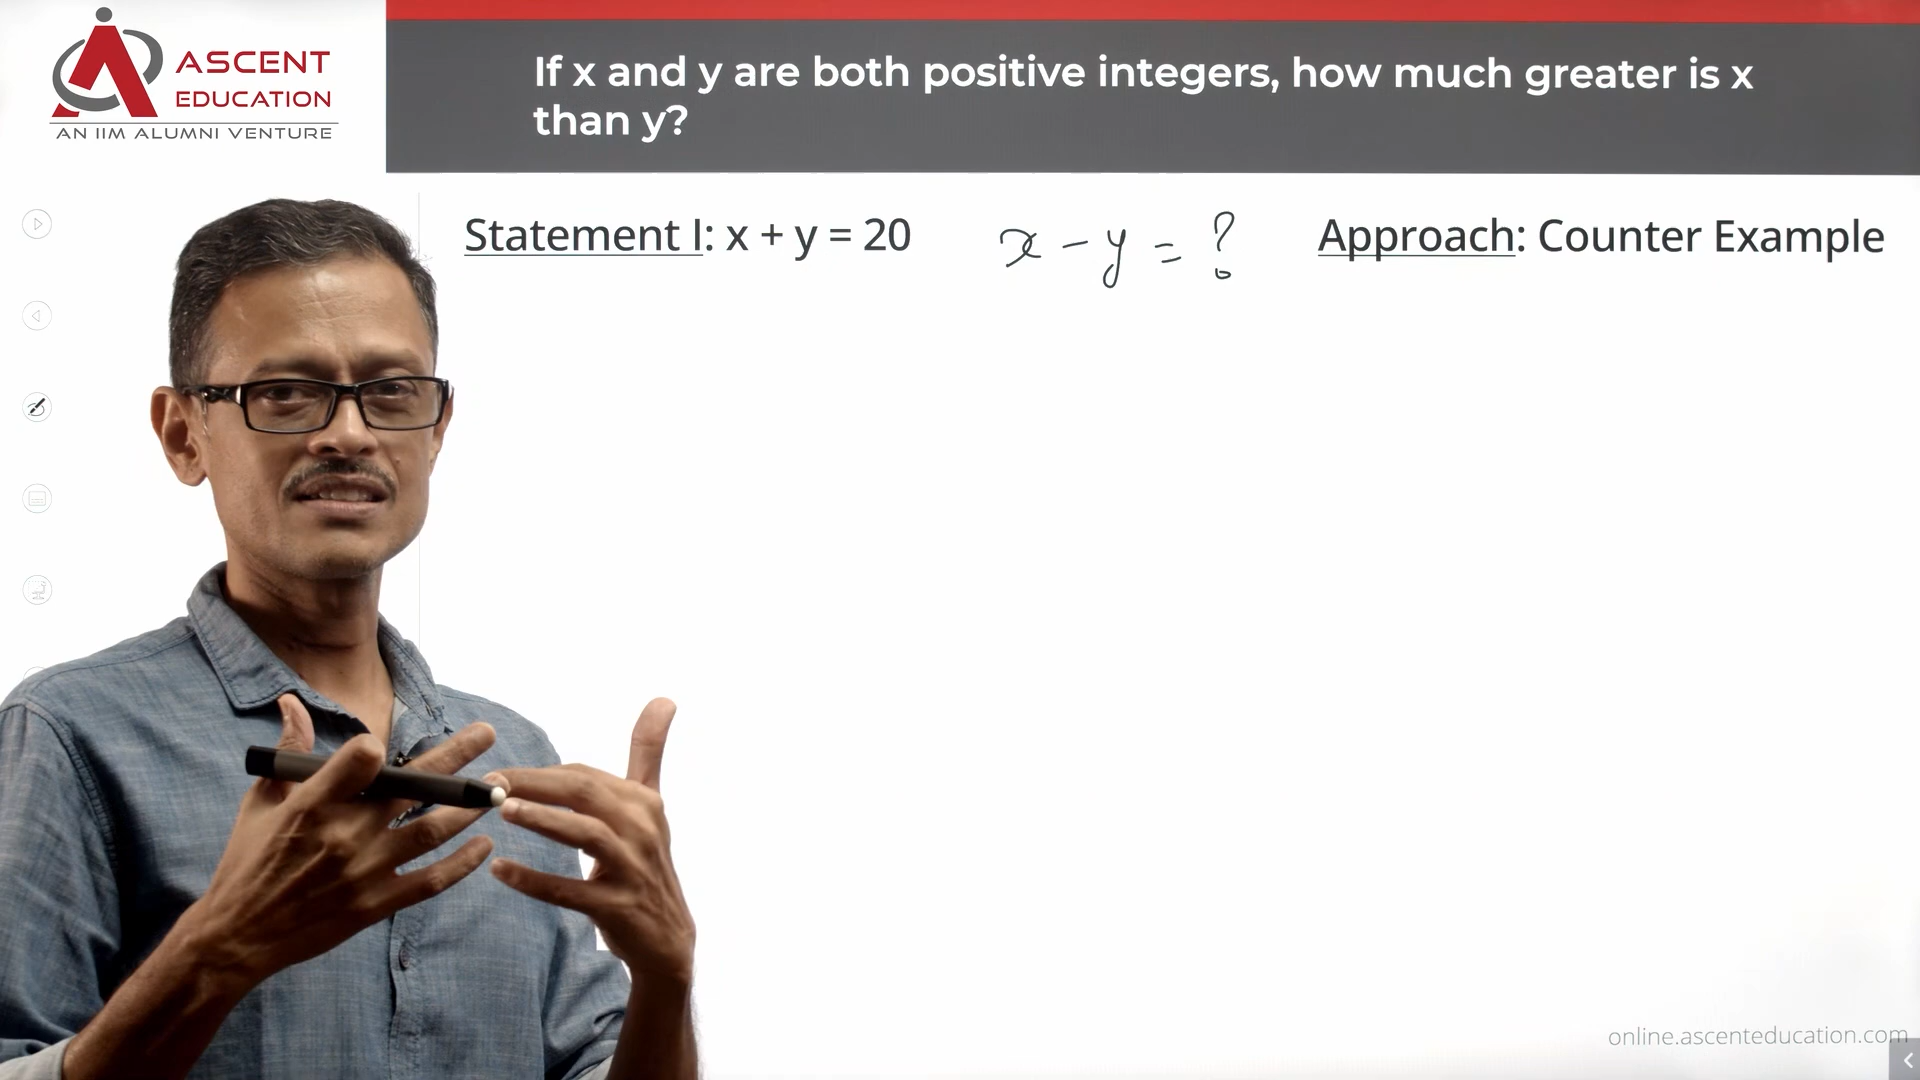 ASCENT
EDUCATION
AN IIM ALUMNI VENTURE
If x and y are both positive integers, how much greater is x
than y?
Statement I: x + y = 20
x - y = ?
Approach: Counter Example
online.ascenteducation.com